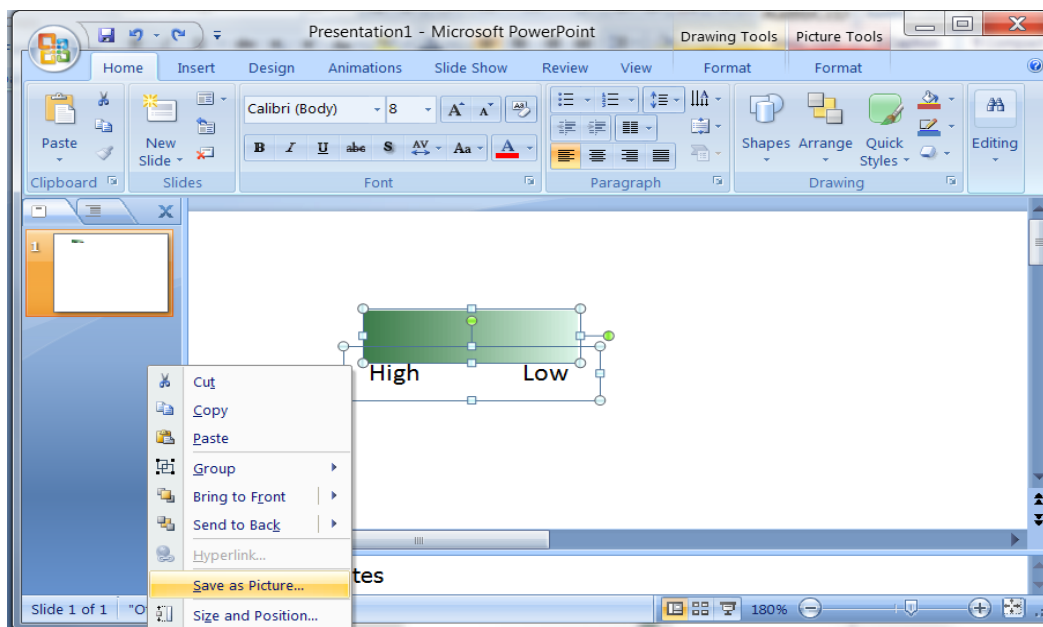 Presentation1 - Microsoft PowerPoint
Drawing Tools
Picture Tools
Home
Insert
Design
Animations
Slide Show
Review
View
Format
Format
Paste
New
Slide
Calibri (Body)
8
A
A
B I U abe S AV Aa A
Shapes
Arrange
Quick
Styles
Editing
Clipboard
Slides
Font
Paragraph
Drawing
1
High Low
Cut
Copy
Paste
Group
Bring to Front
Send to Back
Hyperlink...
Save as Picture...
Size and Position...
tes
Slide 1 of 1
"O
180%